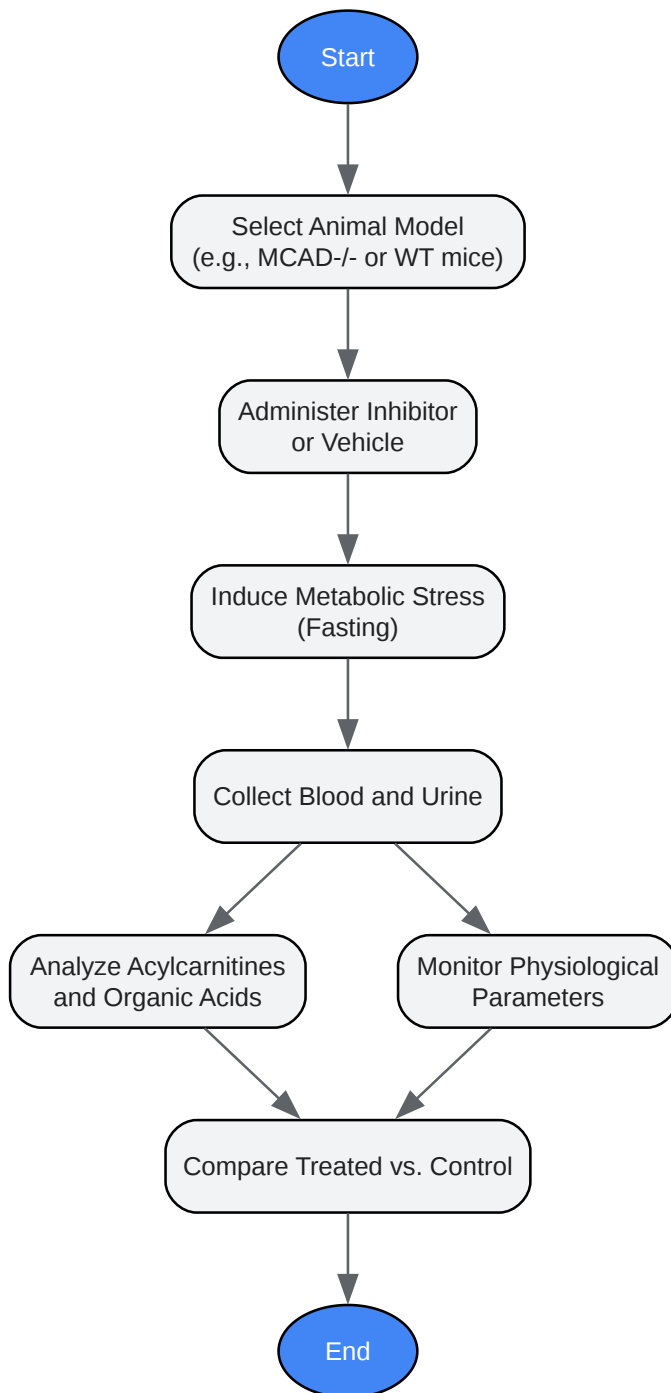 Start
Select Animal Model
(e.g., MCAD-/- or WT mice)
Administer Inhibitor
or Vehicle
Induce Metabolic Stress
(Fasting)
Collect Blood and Urine
Analyze Acylcarnitines
and Organic Acids
Monitor Physiological
Parameters
Compare Treated vs. Control
End